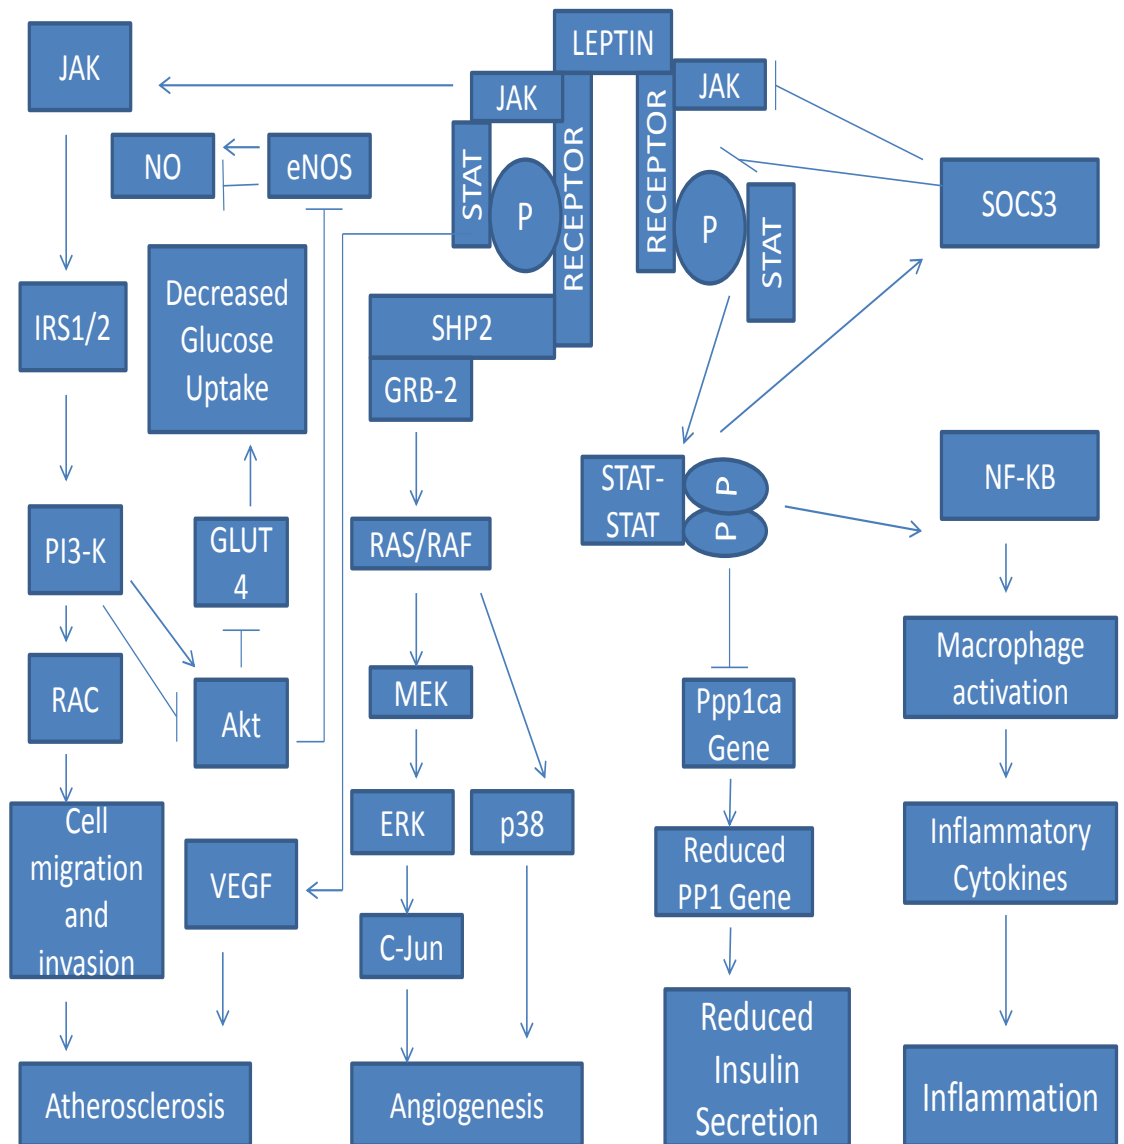 LEPTIN
JAK
JAK
JAK
NO
eNOS
STAT
P
RECEPTOR
RECEPTOR
P
STAT
SOCS3
IRS1/2
Decreased
Glucose
Uptake
SHP2
GRB-2
PI3-K
GLUT
4
RAS/RAF
STAT-
STAT
P
P
NF-KB
RAC
Akt
MEK
Ppp1ca
Gene
Macrophage
activation
Cell
migration
and
invasion
VEGF
ERK
p38
Reduced
PP1 Gene
Inflammatory
Cytokines
C-Jun
Atherosclerosis
Angiogenesis
Reduced
Insulin
Secretion
Inflammation